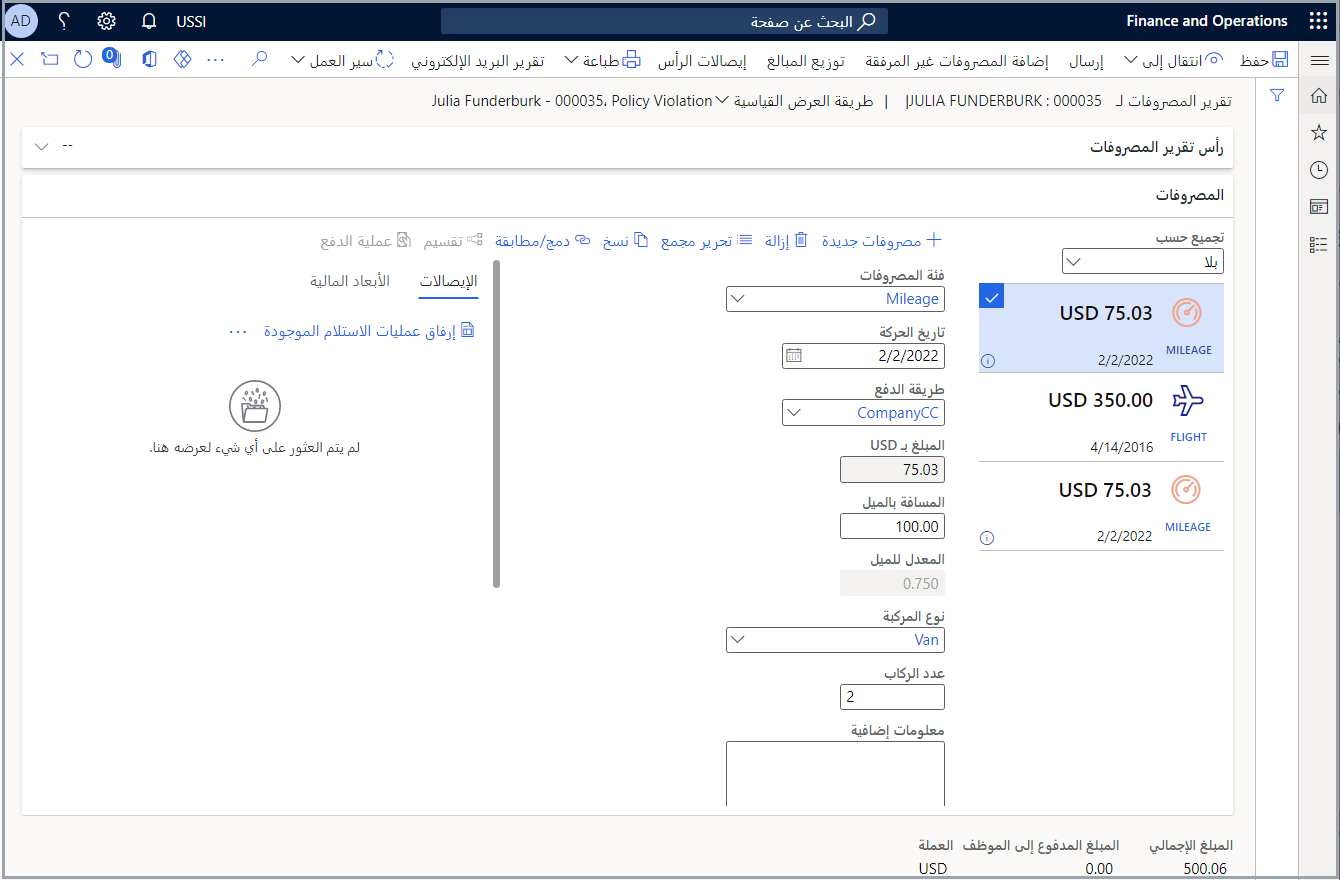 Finance and Operations
البحث عن صفحة
USSI
AD
حفظ
انتقال إلى
إرسال
إضافة المصروفات غير المرفقة
توزيع المبالغ
إيصالات الرأس
طباعة
تقرير البريد الإلكتروني
سير العمل
...
0
تقرير المصروفات لـ JULIA FUNDERBURK : 000035 | طريقة العرض القياسية
Julia Funderburk - 000035، Policy Violation
رأس تقرير المصروفات
--
المصروفات
تجميع حسب
بلا
USD 75.03
MILEAGE
2/2/2022
USD 350.00
FLIGHT
4/14/2016
USD 75.03
MILEAGE
2/2/2022
مصروفات جديدة
إزالة
تحرير مجمع
نسخ
دمج/مطابقة
تقسيم
عملية الدفع
فئة المصروفات
Mileage
تاريخ الحركة
2/2/2022
طريقة الدفع
CompanyCC
المبلغ بـ USD
75.03
المسافة بالميل
100.00
المعدل للميل
0.750
نوع المركبة
Van
عدد الركاب
2
معلومات إضافية
الإيصالات
الأبعاد المالية
إرفاق عمليات الاستلام الموجودة
...
لم يتم العثور على أي شيء لعرضه هنا.
المبلغ الإجمالي
500.06
المبلغ المدفوع إلى الموظف
0.00
العملة
USD